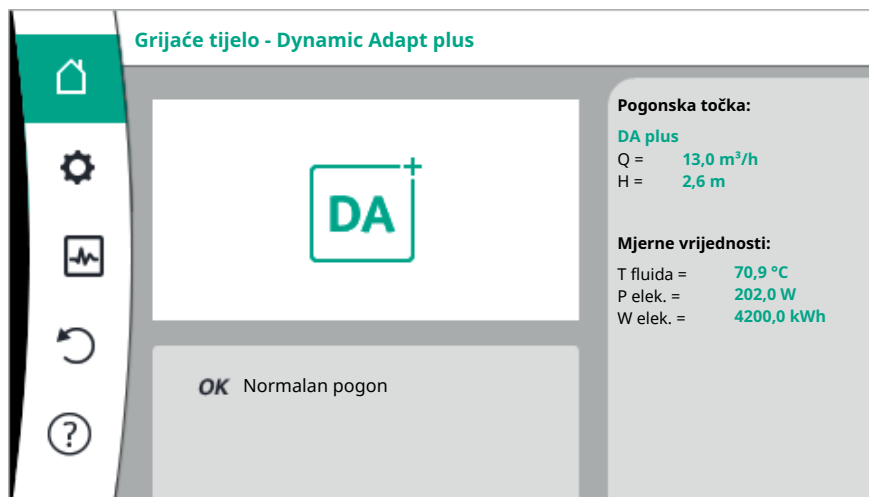 Grijaće tijelo - Dynamic Adapt plus
DA+
OK Normalan pogon
Pogonska točka:
DA plus
Q = 13,0 m³/h
H = 2,6 m
Mjerne vrijednosti:
T fluida = 70,9 °C
P elek. = 202,0 W
W elek. = 4200,0 kWh
?